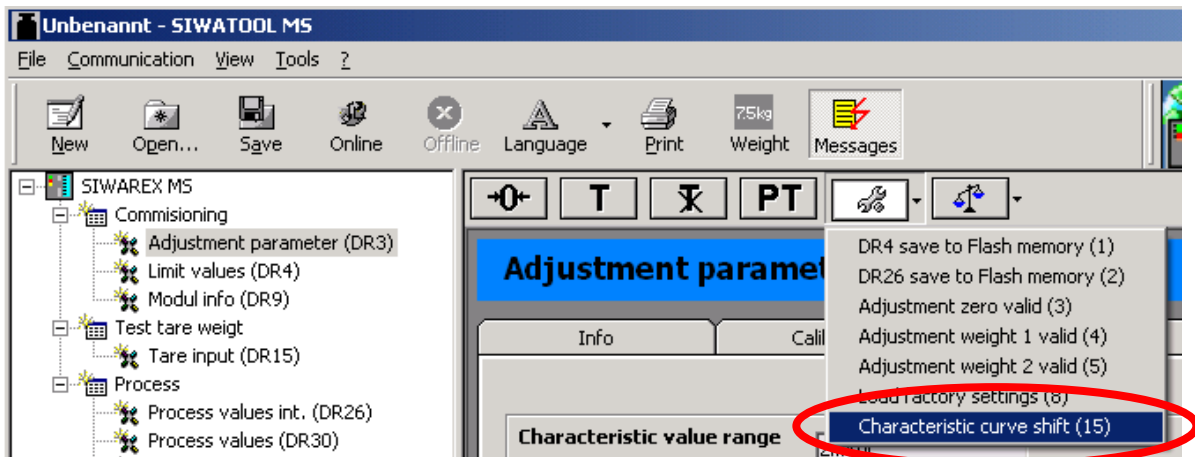 Unbenannt - SIWATOOL MS
File Communication View Tools ?
New Open... Save Online Offline Language Print 7.5kg Weight Messages
SIWAREX MS
Commisioning
Adjustment parameter (DR3)
Limit values (DR4)
Modul info (DR9)
Test tare weigt
Tare input (DR15)
Process
Process values int. (DR26)
Process values (DR30)
→0← T T PT
DR4 save to Flash memory (1)
DR26 save to Flash memory (2)
Adjustment zero valid (3)
Adjustment weight 1 valid (4)
Adjustment weight 2 valid (5)
Load factory settings (8)
Characteristic curve shift (15)
Adjustment paramet
Info Cali
Characteristic value range